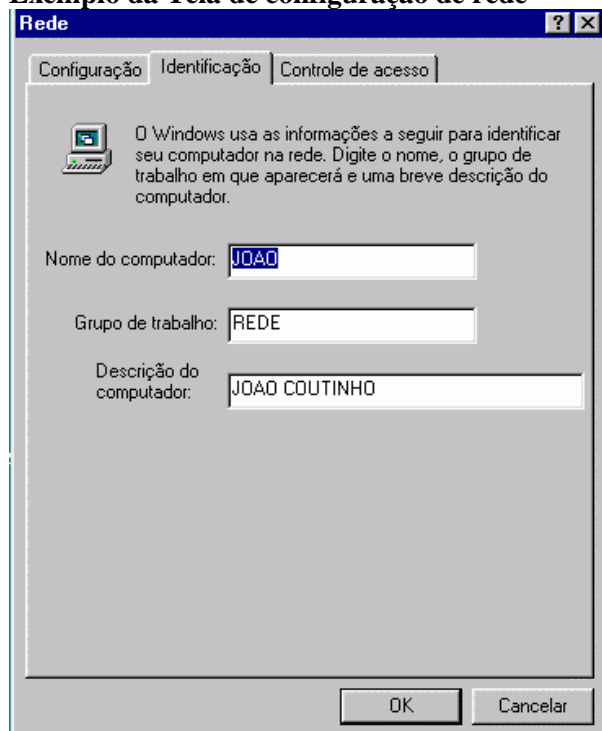 Exemplo da Tela de configuração de rede
Rede
Configuração Identificação Controle de acesso
O Windows usa as informações a seguir para identificar
seu computador na rede. Digite o nome, o grupo de
trabalho em que aparecerá e uma breve descrição do
computador.
Nome do computador: JOAO
Grupo de trabalho: REDE
Descrição do
computador: JOAO COUTINHO
OK Cancelar